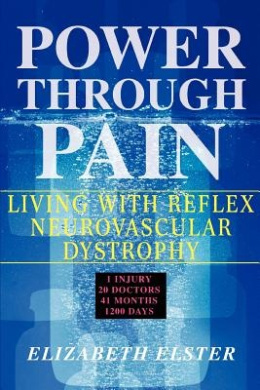 POWER
THROUGH
PAIN
LIVING WITH REFLEX
NEUROVASCULAR
DYSTROPHY
1 INJURY
20 DOCTORS
41 MONTHS
1200 DAYS
ELIZABETH ELSTER